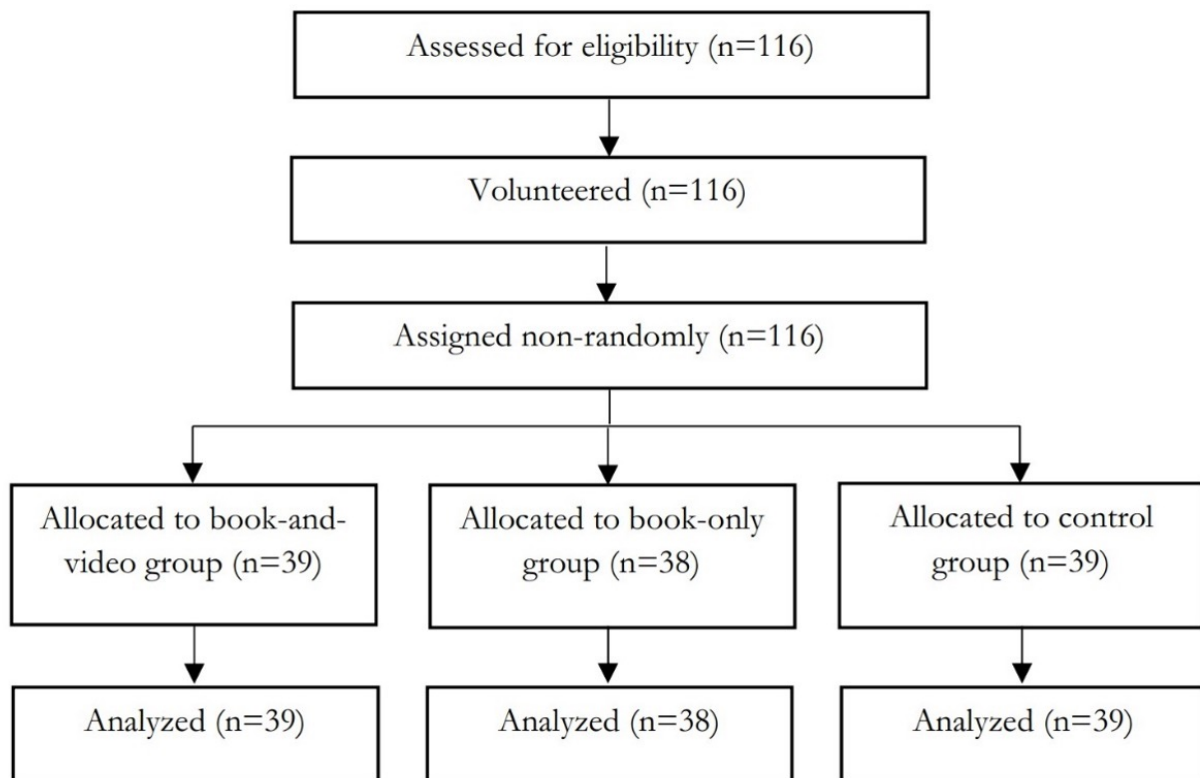 Assessed for eligibility (n=116)
Volunteered (n=116)
Assigned non-randomly (n=116)
Allocated to book-and-
video group (n=39)
Allocated to book-only
group (n=38)
Allocated to control
group (n=39)
Analyzed (n=39)
Analyzed (n=38)
Analyzed (n=39)